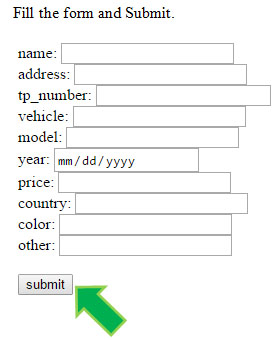 Fill the form and Submit.
name:
address:
tp_number:
vehicle:
model:
year: mm/dd/yyyy
price:
country:
color:
other:
submit